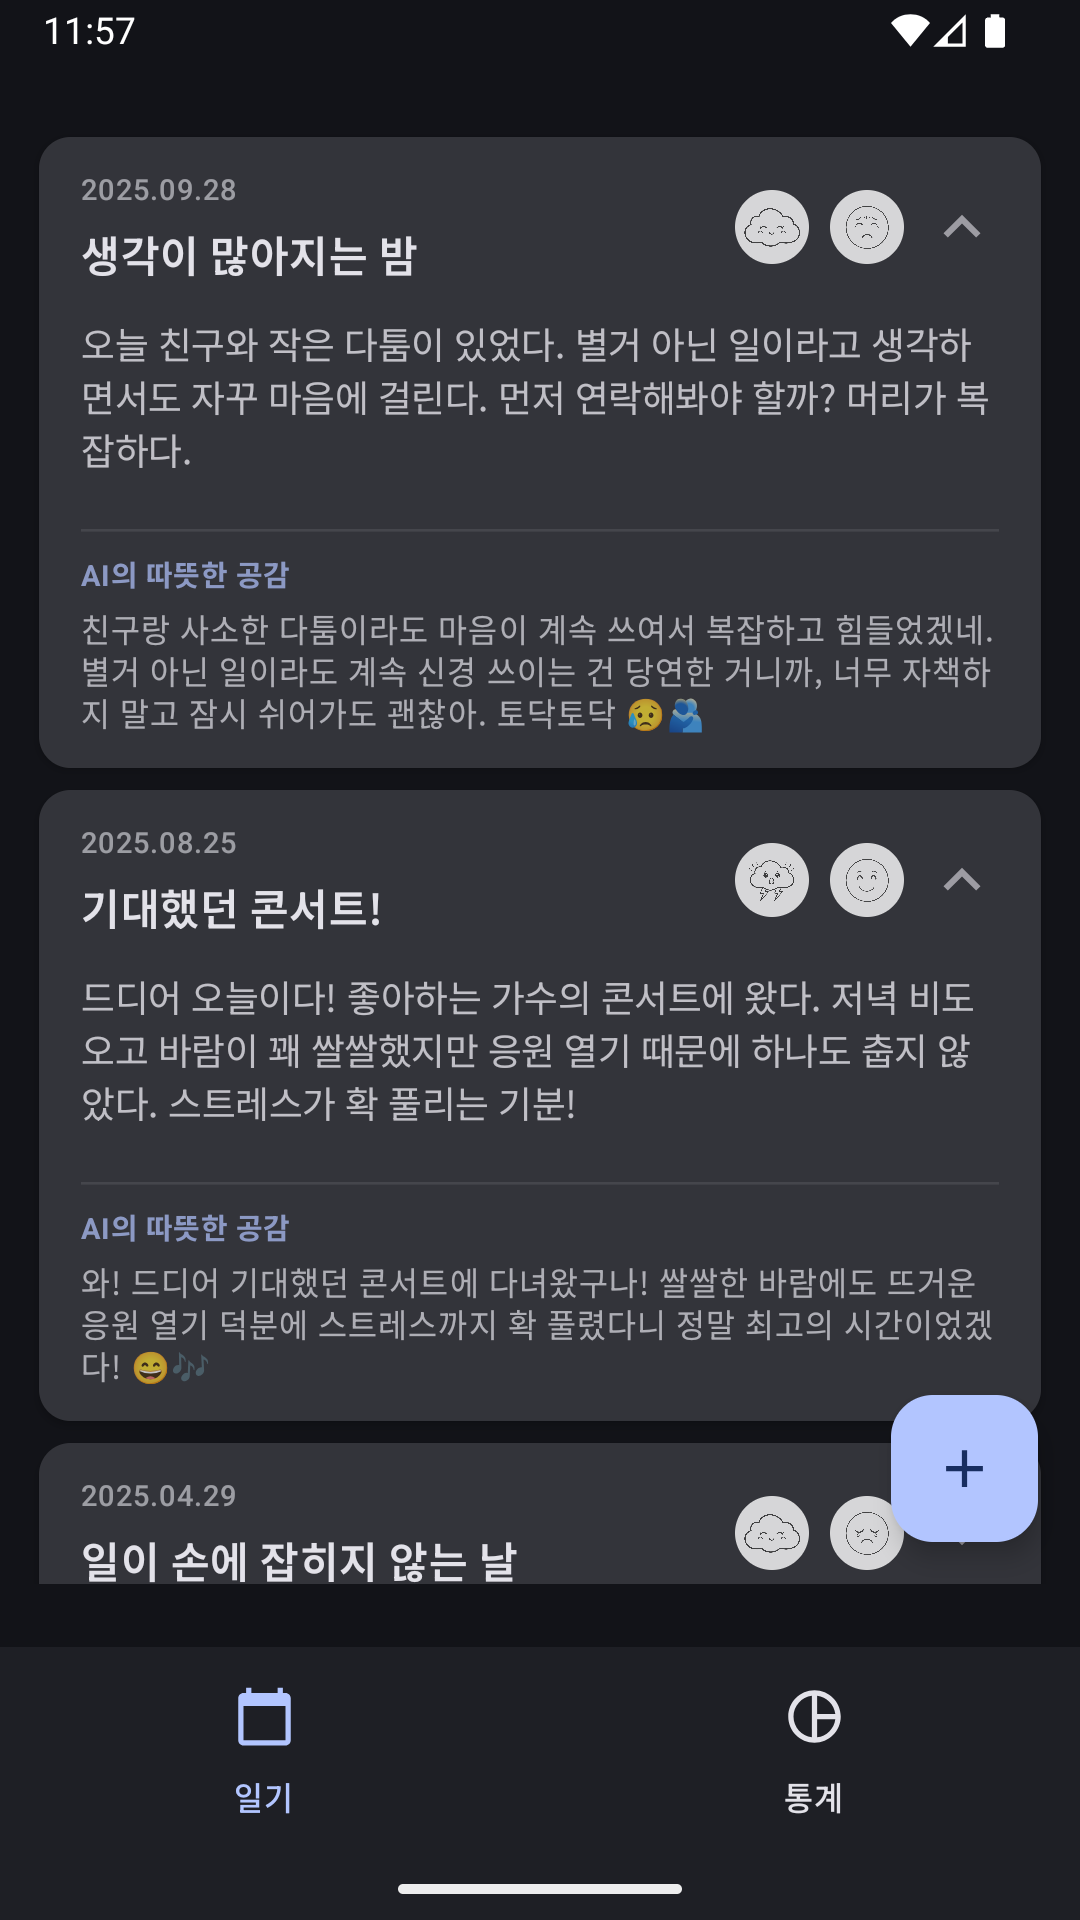 11:57
2025.09.28
생각이 많아지는 밤
오늘 친구와 작은 다툼이 있었다. 별거 아닌 일이라고 생각하
면서도 자꾸 마음에 걸린다. 먼저 연락해봐야 할까? 머리가 복
잡하다.
AI의 따뜻한 공감
친구랑 사소한 다툼이라도 마음이 계속 쓰여서 복잡하고 힘들었겠네.
별거 아닌 일이라도 계속 신경 쓰이는 건 당연한 거니까, 너무 자책하
지 말고 잠시 쉬어가도 괜찮아. 토닥토닥 😥🫂
2025.08.25
기대했던 콘서트!
드디어 오늘이다! 좋아하는 가수의 콘서트에 왔다. 저녁 비도
오고 바람이 꽤 쌀쌀했지만 응원 열기 때문에 하나도 춥지 않
았다. 스트레스가 확 풀리는 기분!
AI의 따뜻한 공감
와! 드디어 기대했던 콘서트에 다녀왔구나! 쌀쌀한 바람에도 뜨거운
응원 열기 덕분에 스트레스까지 확 풀렸다니 정말 최고의 시간이었겠
다! 😄🎶
2025.04.29
일이 손에 잡히지 않는 날
일기
통계